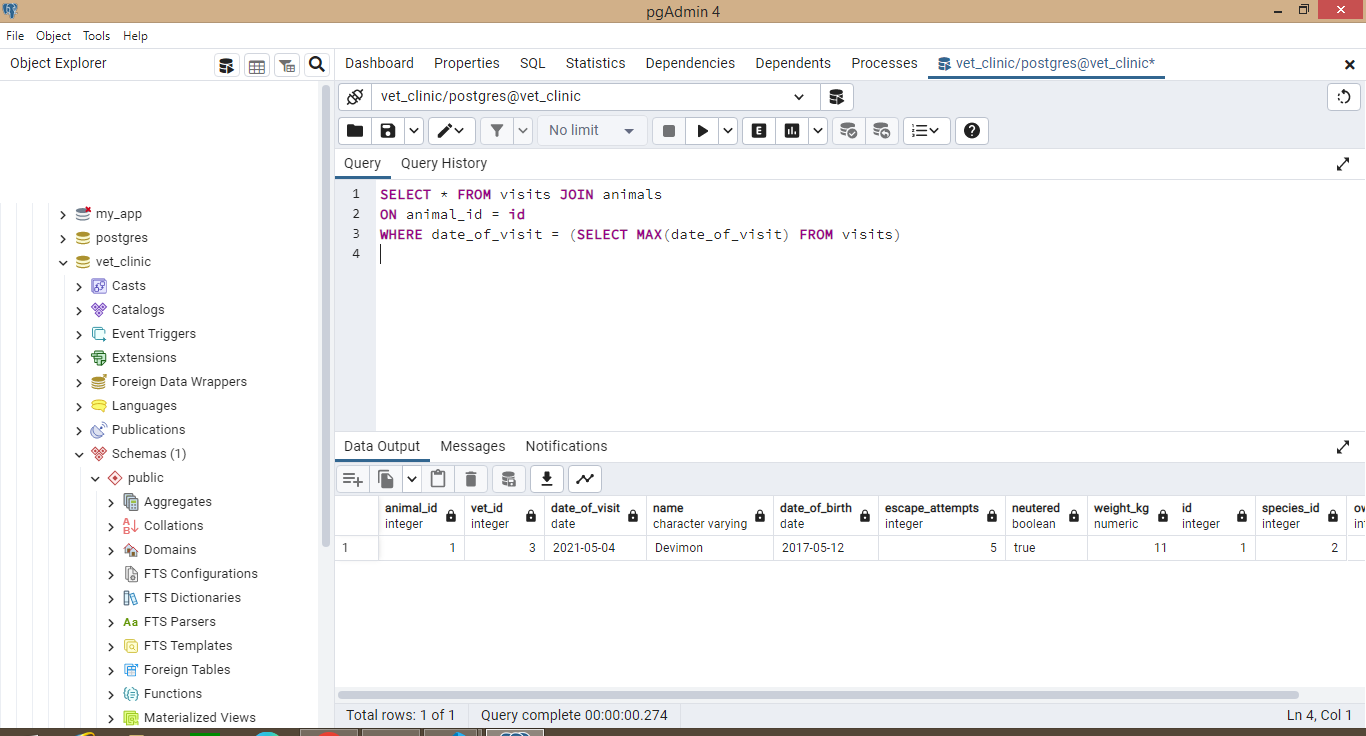 pgAdmin 4
File Object Tools Help
Object Explorer
Dashboard Properties SQL Statistics Dependencies Dependents Processes vet_clinic/postgres@vet_clinic*
vet_clinic/postgres@vet_clinic
No limit
E
Query Query History
1 SELECT * FROM visits JOIN animals
2 ON animal_id = id
3 WHERE date_of_visit = (SELECT MAX(date_of_visit) FROM visits)
4
my_app
postgres
vet_clinic
Casts
Catalogs
Event Triggers
Extensions
Foreign Data Wrappers
Languages
Publications
Schemas (1)
public
Aggregates
Collations
Domains
FTS Configurations
FTS Dictionaries
Aa FTS Parsers
FTS Templates
Foreign Tables
Functions
Materialized Views
Data Output Messages Notifications
animal_id vet_id date_of_visit name date_of_birth escape_attempts neutered weight_kg id species_id
integer integer date character varying date integer boolean numeric integer integer
1 1 3 2021-05-04 Devimon 2017-05-12 5 true 11 1 2
Total rows: 1 of 1 Query complete 00:00:00.274 Ln 4, Col 1